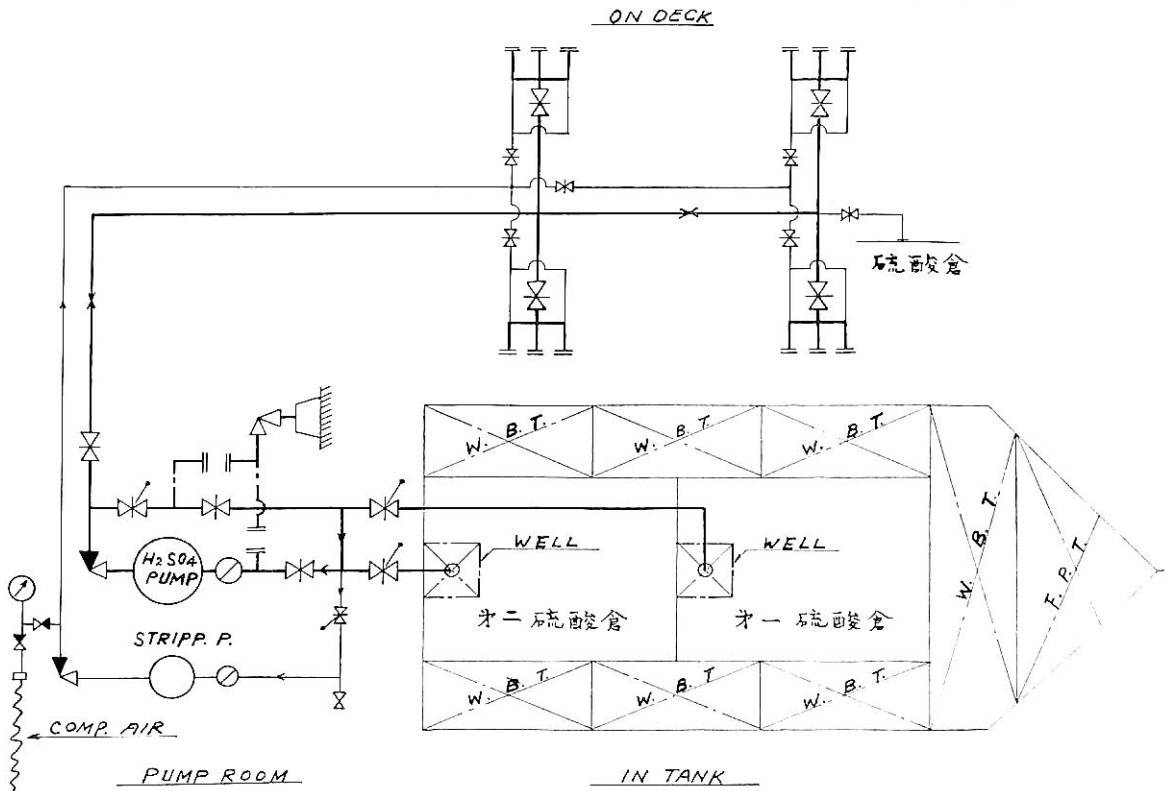 ON DECK
硫酸倉
W. B. T.
W. B. T.
W. B. T.
W. B. T.
F. P. T.
H2SO4
PUMP
WELL
WELL
才二硫酸倉
才一硫酸倉
STRIPP. P.
W. B. T.
W. B. T.
W. B. T.
COMP. AIR
PUMP ROOM
IN TANK